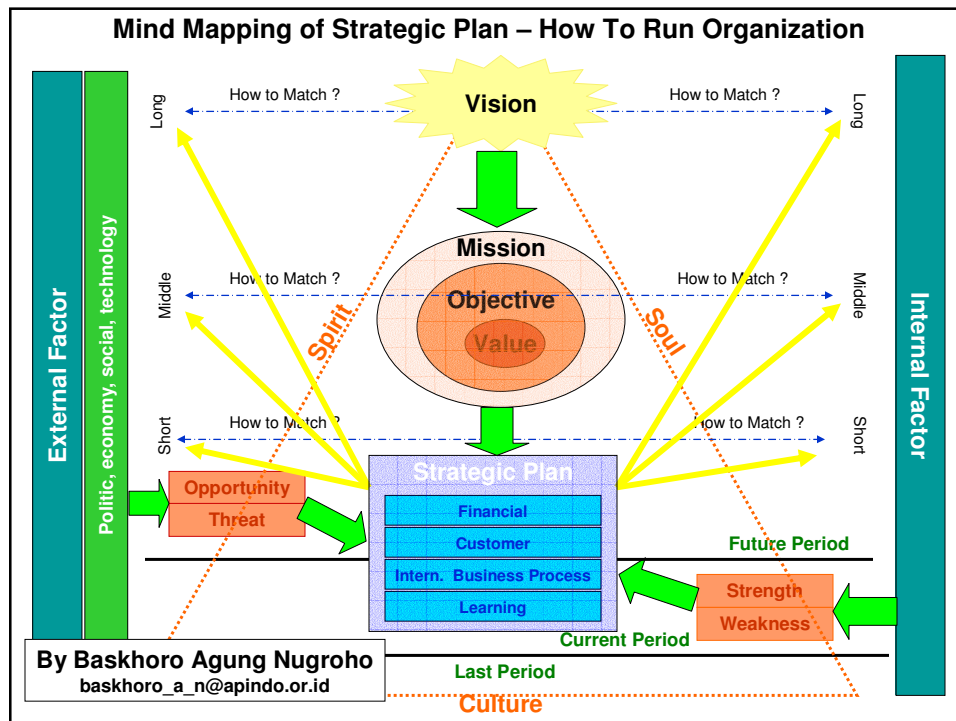 Mind Mapping of Strategic Plan – How To Run Organization
External Factor
Politic, economy, social, technology
Long
How to Match ?
Vision
How to Match ?
Long
Mission
Middle
How to Match ?
Objective
How to Match ?
Middle
Spirit
Value
Soul
Internal Factor
Short
How to Match ?
How to Match ?
Short
Strategic Plan
Opportunity
Threat
Financial
Customer
Intern. Business Process
Learning
Future Period
Strength
Weakness
Current Period
Last Period
By Baskhoro Agung Nugroho
baskhoro_a_n@apindo.or.id
Culture